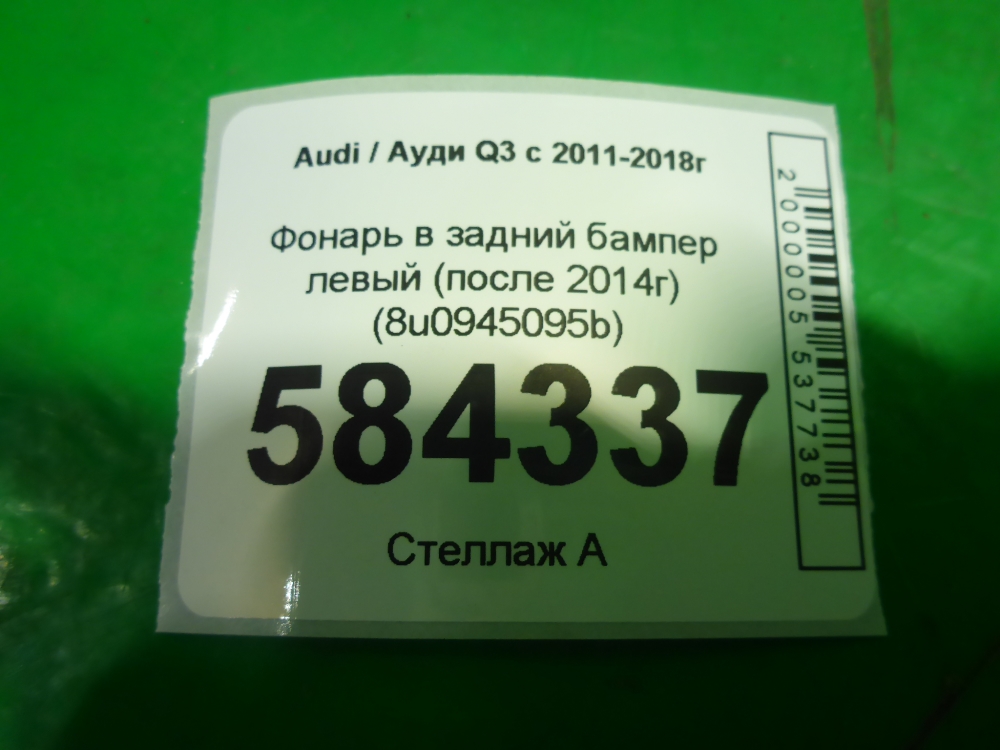 Audi / Ауди Q3 с 2011-2018г
Фонарь в задний бампер
левый (после 2014г)
(8u0945095b)
584337
Стеллаж А
2000005537738